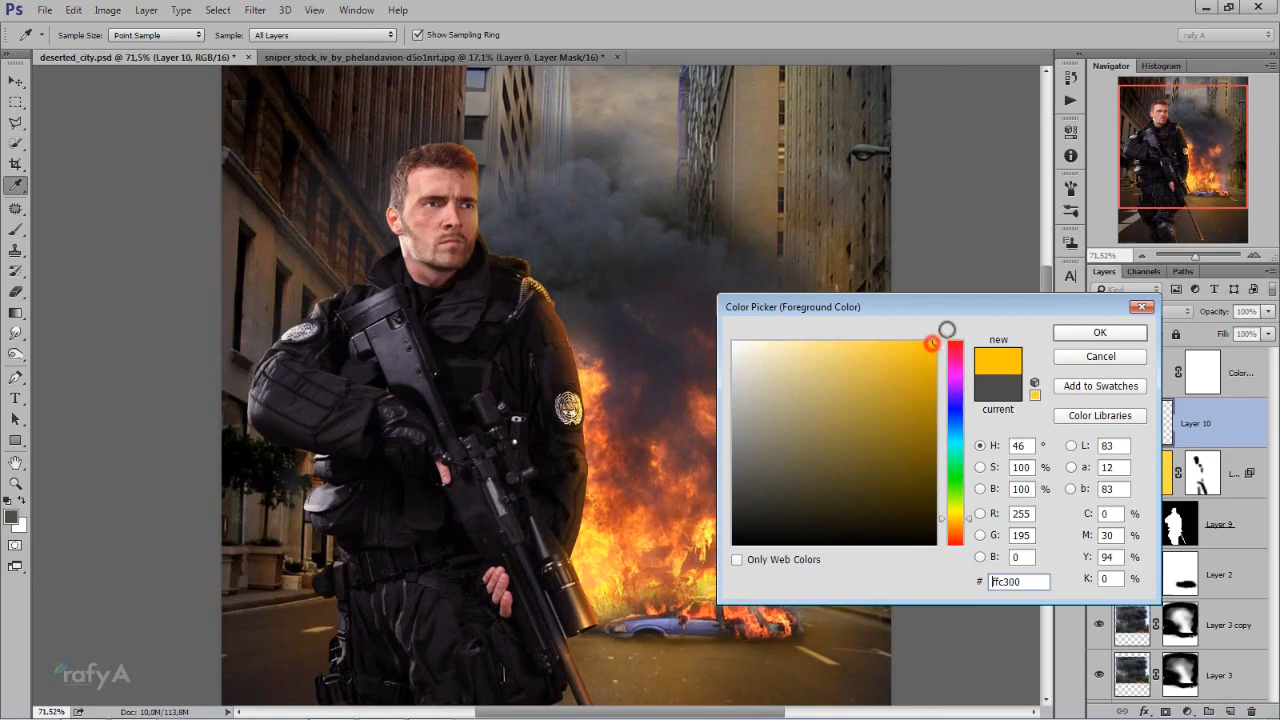 Ps File Edit Image Layer Type Select Filter 3D View Window Help
Sample Size: Point Sample Sample: All Layers Show Sampling Ring rafy A
deserted_city.psd @ 71,5% (Layer 10, RGB/16) * × sniper_stock_iv_by_phelandavion-d5o1nrt.jpg @ 17,1% (Layer 0, Layer Mask/16) * ×
Navigator Histogram
71,52%
Layers Channels Paths
Kind
Opacity: 100%
Fill: 100%
Color...
Layer 10
L...
Layer 9
Layer 2
Layer 3 copy
Layer 3
Color Picker (Foreground Color)
new
current
OK
Cancel
Add to Swatches
Color Libraries
H: 46 ° L: 83
S: 100 % a: 12
B: 100 % b: 83
R: 255 C: 0 %
G: 195 M: 30 %
B: 0 Y: 94 %
# ffc300 K: 0 %
Only Web Colors
RAINBOW
rafy A
71,52% Doc: 10,0M/113,8M